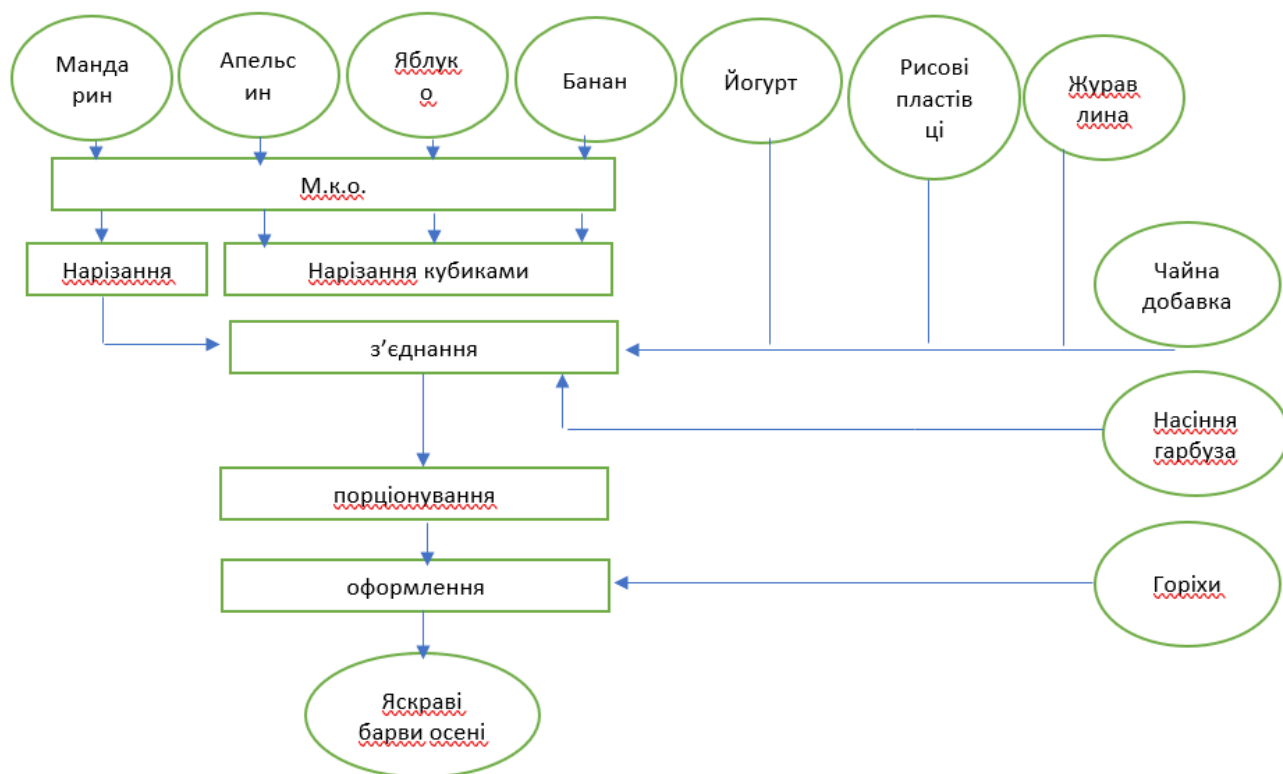 Манда
рин
Апельс
ин
Яблук
о
Банан
Йогурт
Рисові
пластів
ці
Журав
лина
М.к.о.
Нарізання
Нарізання кубиками
Чайна
добавка
з’єднання
Насіння
гарбуза
порціонування
оформлення
Горіхи
Яскраві
барви осені